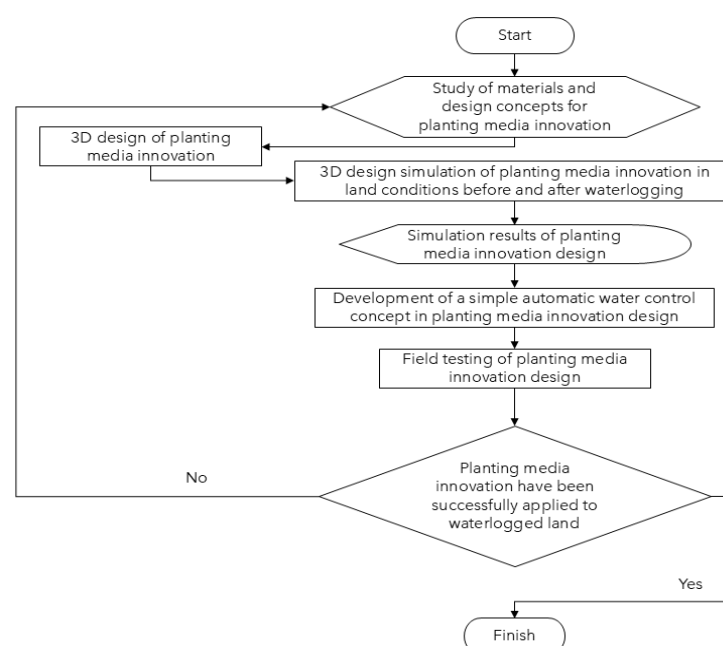 Start
Study of materials and
design concepts for
planting media innovation
3D design of planting
media innovation
3D design simulation of planting media innovation in
land conditions before and after waterlogging
Simulation results of planting
media innovation design
Development of a simple automatic water control
concept in planting media innovation design
Field testing of planting media
innovation design
Planting media
innovation have been
successfully applied to
waterlogged land
No
Yes
Finish